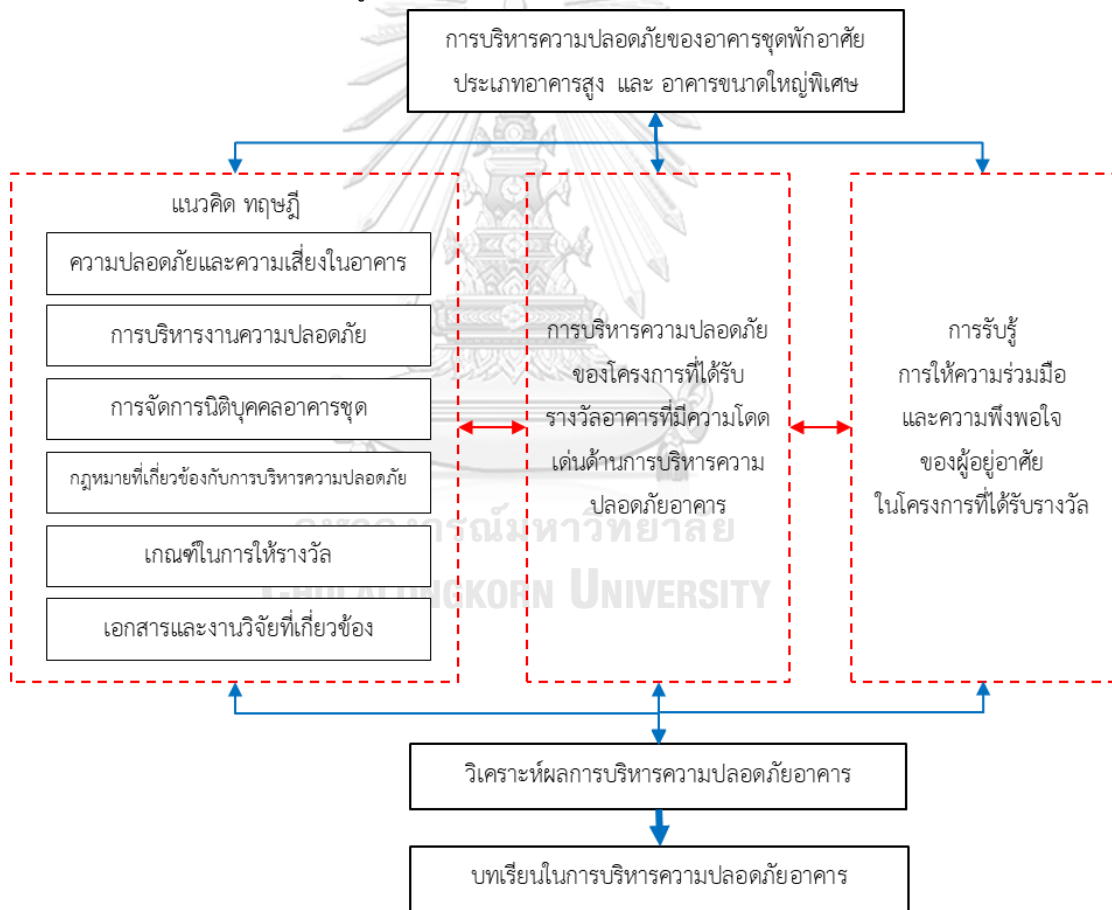 การบริหารความปลอดภัยของอาคารชุดพักอาศัย
ประเภทอาคารสูง และ อาคารขนาดใหญ่พิเศษ
แนวคิด ทฤษฎี
ความปลอดภัยและความเสี่ยงในอาคาร
การบริหารงานความปลอดภัย
การจัดการนิติบุคคลอาคารชุด
กฎหมายที่เกี่ยวข้องกับการบริหารความปลอดภัย
เกณฑ์ในการให้รางวัล
เอกสารและงานวิจัยที่เกี่ยวข้อง
การบริหารความปลอดภัย
ของโครงการที่ได้รับ
รางวัลอาคารที่มีความโดด
เด่นด้านการบริหารความ
ปลอดภัยอาคาร
การรับรู้
การให้ความร่วมมือ
และความพึงพอใจ
ของผู้อยู่อาศัย
ในโครงการที่ได้รับรางวัล
จุฬาลงกรณ์มหาวิทยาลัย
CHULALONGKORN UNIVERSITY
วิเคราะห์ผลการบริหารความปลอดภัยอาคาร
บทเรียนในการบริหารความปลอดภัยอาคาร